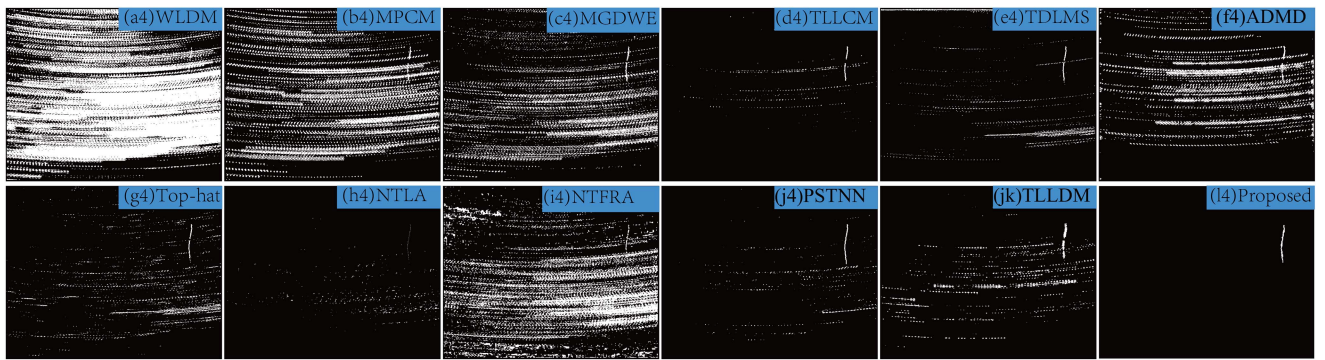 (a4)WLDM
(b4)MPCM
(c4)MGDWE
(d4)TLLCM
(e4)TDLMS
(f4)ADMD
(g4)Top-hat
(h4)NTLA
(i4)NTFRA
(j4)PSTNN
(jk)TLLDM
(l4)Proposed